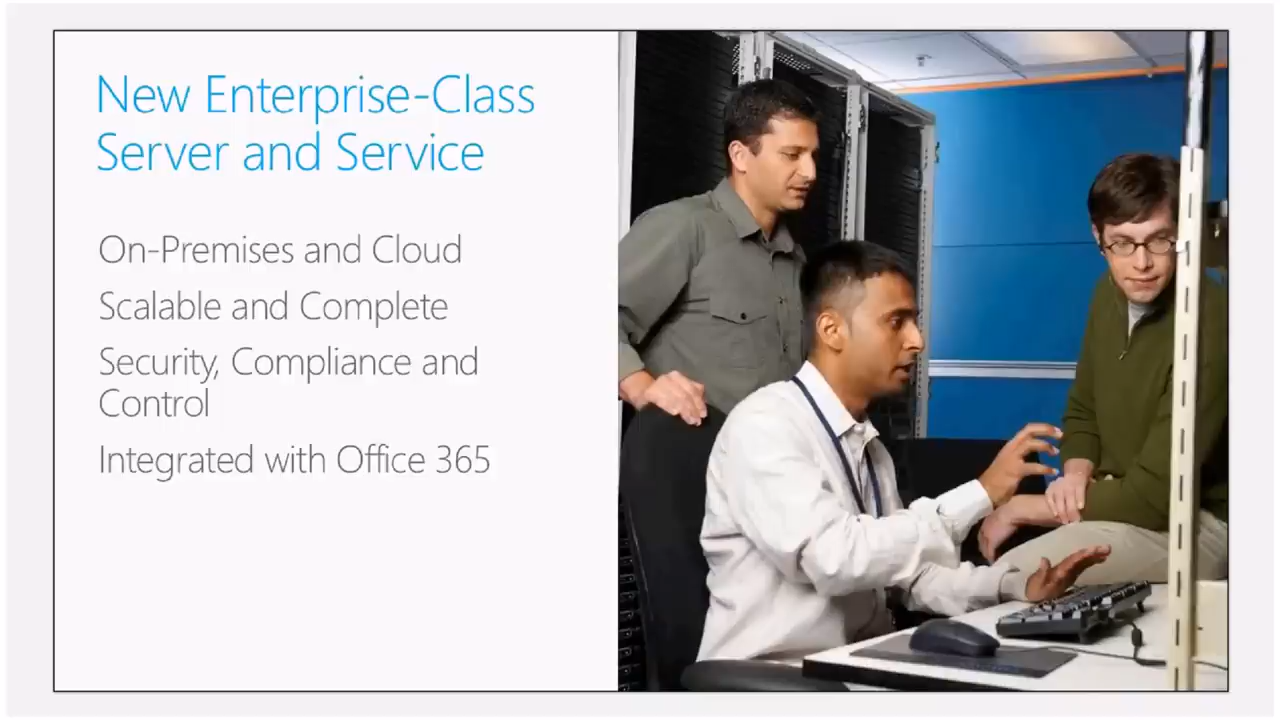 New Enterprise-Class
Server and Service
On-Premises and Cloud
Scalable and Complete
Security, Compliance and
Control
Integrated with Office 365